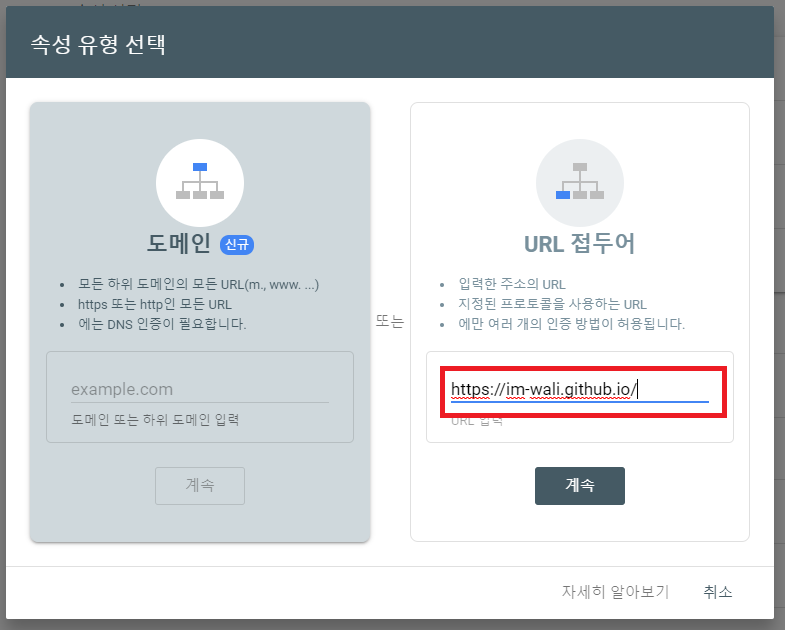 속성 유형 선택
도메인 신규
모든 하위 도메인의 모든 URL(m., www. ...)
https 또는 http인 모든 URL
에는 DNS 인증이 필요합니다.
example.com
도메인 또는 하위 도메인 입력
계속
또는
URL 접두어
입력한 주소의 URL
지정된 프로토콜을 사용하는 URL
에만 여러 개의 인증 방법이 허용됩니다.
https://im-wali.github.io/
URL 입력
계속
자세히 알아보기
취소